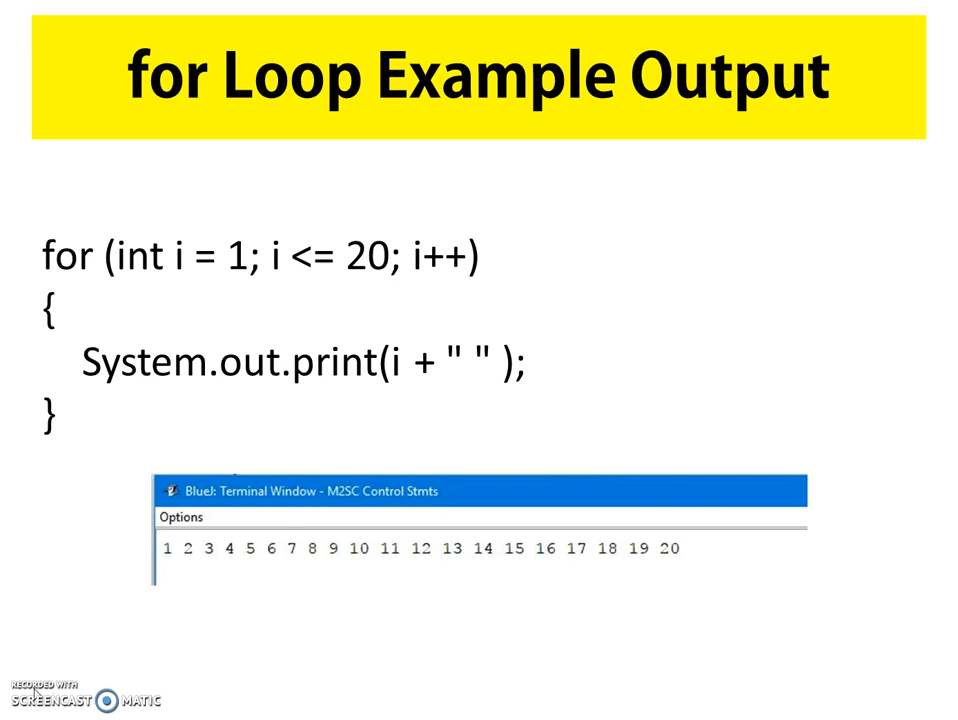 for Loop Example Output
for (int i = 1; i <= 20; i++)
{
System.out.print(i + " " );
}
BlueJ: Terminal Window - M2SC Control Stmts
Options
1 2 3 4 5 6 7 8 9 10 11 12 13 14 15 16 17 18 19 20
RECORDED WITH
SCREENCAST MATIC